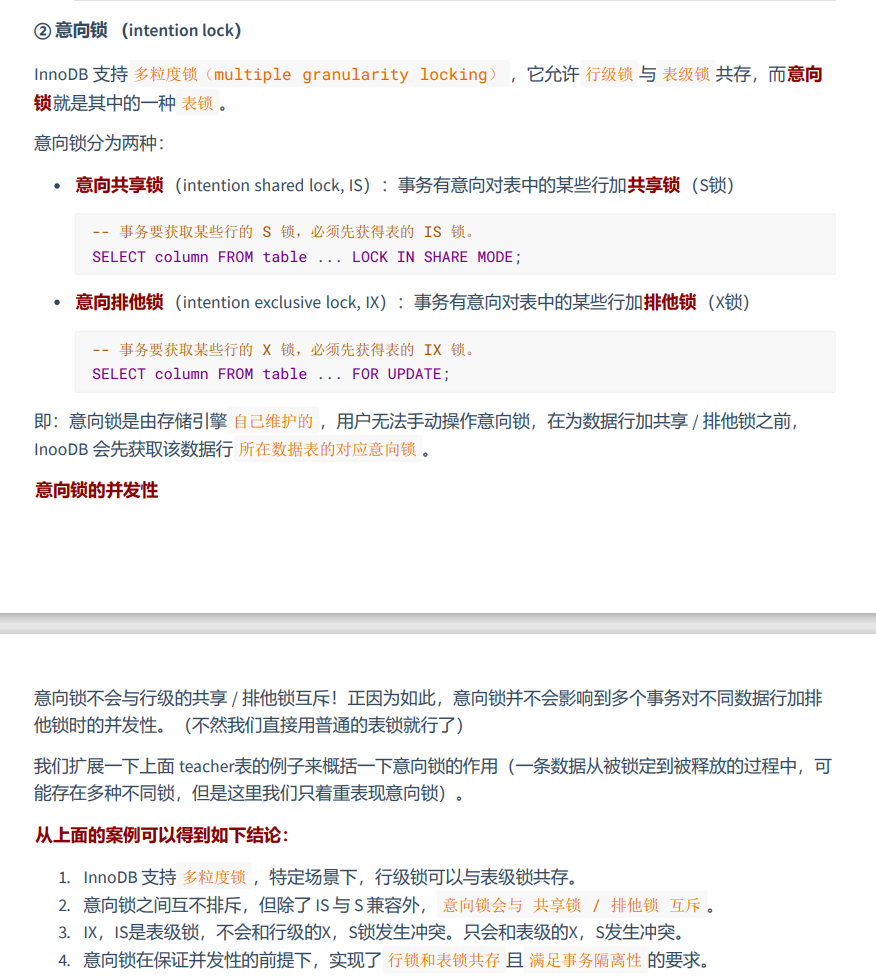 ② 意向锁 （intention lock）
InnoDB 支持 多粒度锁（multiple granularity locking） ，它允许 行级锁 与 表级锁 共存，而意向
锁就是其中的一种 表锁 。
意向锁分为两种：
• 意向共享锁（intention shared lock, IS）：事务有意向对表中的某些行加共享锁（S锁）
-- 事务要获取某些行的 S 锁，必须先获得表的 IS 锁。
SELECT column FROM table ... LOCK IN SHARE MODE;
• 意向排他锁（intention exclusive lock, IX）：事务有意向对表中的某些行加排他锁（X锁）
-- 事务要获取某些行的 X 锁，必须先获得表的 IX 锁。
SELECT column FROM table ... FOR UPDATE;
即：意向锁是由存储引擎 自己维护的 ，用户无法手动操作意向锁，在为数据行加共享 / 排他锁之前，
InooDB 会先获取该数据行 所在数据表的对应意向锁 。
意向锁的并发性
意向锁不会与行级的共享 / 排他锁互斥！正因为如此，意向锁并不会影响到多个事务对不同数据行加排
他锁时的并发性。（不然我们直接用普通的表锁就行了）
我们扩展一下上面 teacher表的例子来概括一下意向锁的作用（一条数据从被锁定到被释放的过程中，可
能存在多种不同锁，但是这里我们只着重表现意向锁）。
从上面的案例可以得到如下结论：
1. InnoDB 支持 多粒度锁 ，特定场景下，行级锁可以与表级锁共存。
2. 意向锁之间互不排斥，但除了 IS 与 S 兼容外， 意向锁会与 共享锁 / 排他锁 互斥 。
3. IX，IS是表级锁，不会和行级的X，S锁发生冲突。只会和表级的X，S发生冲突。
4. 意向锁在保证并发性的前提下，实现了 行锁和表锁共存 且 满足事务隔离性 的要求。